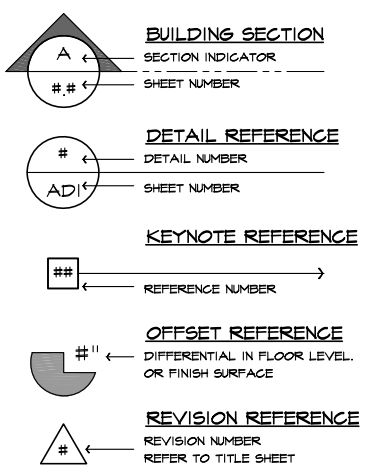 BUILDING SECTION
A
SECTION INDICATOR
#.#
SHEET NUMBER
DETAIL REFERENCE
#
DETAIL NUMBER
AD1
SHEET NUMBER
KEYNOTE REFERENCE
##
REFERENCE NUMBER
OFFSET REFERENCE
#"
DIFFERENTIAL IN FLOOR LEVEL.
OR FINISH SURFACE
REVISION REFERENCE
REVISION NUMBER
#
REFER TO TITLE SHEET